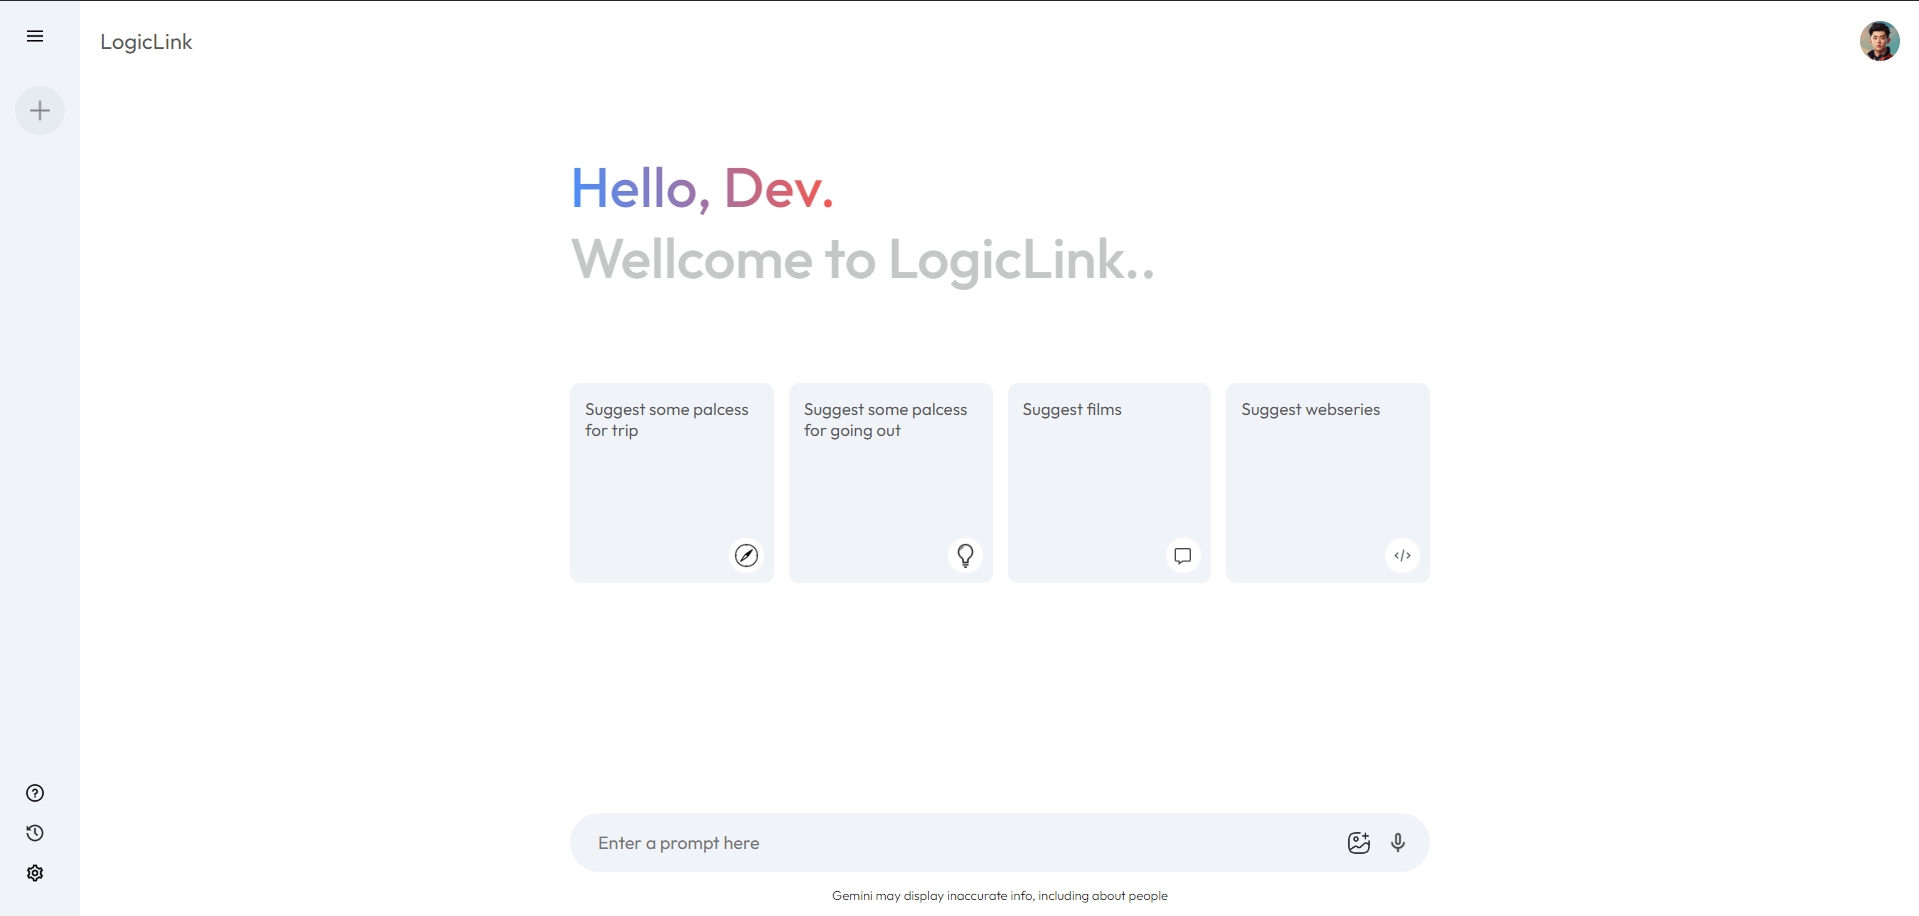 LogicLink
Hello, Dev.
Wellcome to LogicLink..
Suggest some palcess
for trip
Suggest some palcess
for going out
Suggest films
Suggest webseries
Enter a prompt here
Gemini may display inaccurate info, including about people